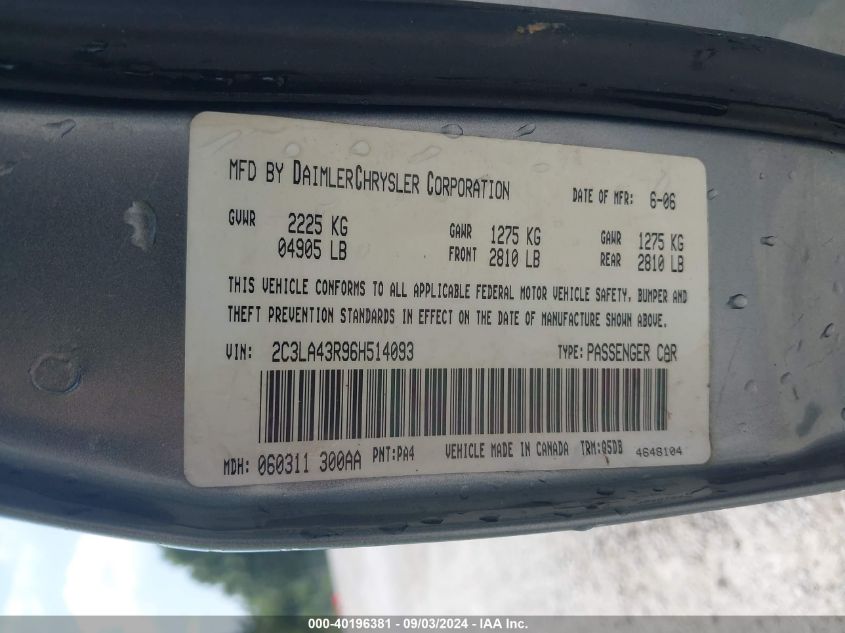 MFD BY DAIMLERCHRYSLER CORPORATION DATE OF MFR: 6-06
GVWR 2225 KG GAWR 1275 KG GAWR 1275 KG
04905 LB FRONT 2810 LB REAR 2810 LB
THIS VEHICLE CONFORMS TO ALL APPLICABLE FEDERAL MOTOR VEHICLE SAFETY, BUMPER AND
THEFT PREVENTION STANDARDS IN EFFECT ON THE DATE OF MANUFACTURE SHOWN ABOVE.
VIN: 2C3LA43R96H514093 TYPE: PASSENGER CAR
MDH: 060311 300AA PNT:PA4 VEHICLE MADE IN CANADA TRM:Q5DB 4648104
000-40196381 - 09/03/2024 - IAA Inc.